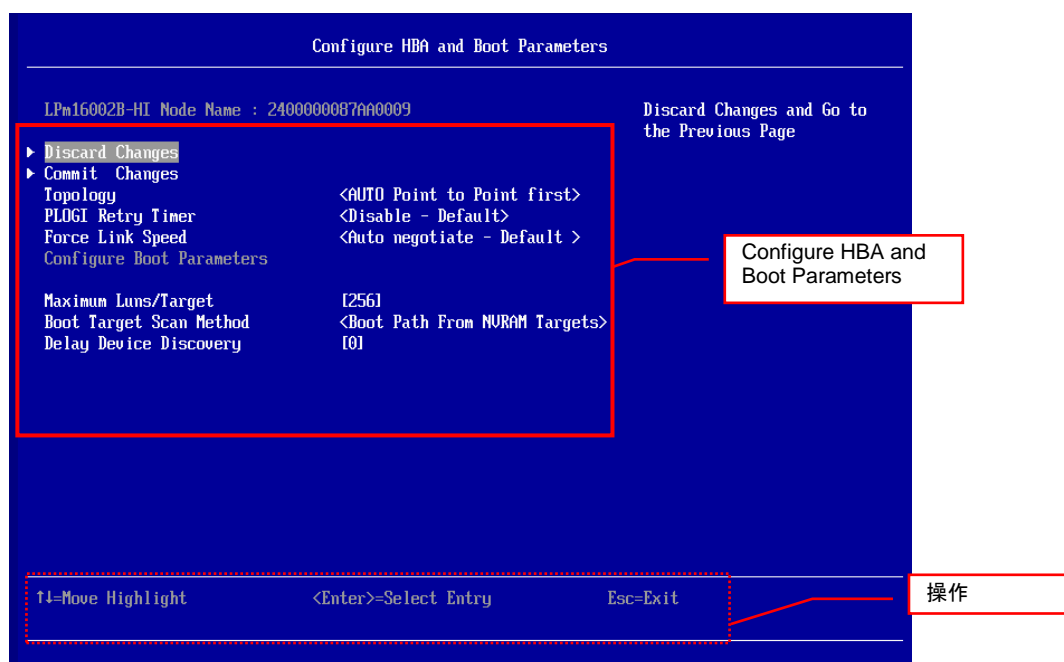 Configure HBA and Boot Parameters
LPm16002B-HI Node Name : 2400000087AA0009
Discard Changes and Go to
the Previous Page
Discard Changes
Commit Changes
Topology <AUTO Point to Point first>
PLOGI Retry Timer <Disable - Default>
Force Link Speed <Auto negotiate - Default >
Configure Boot Parameters
Maximum Luns/Target [256]
Boot Target Scan Method <Boot Path From NVRAM Targets>
Delay Device Discovery [0]
Configure HBA and
Boot Parameters
↑↓=Move Highlight <Enter>=Select Entry Esc=Exit
操作